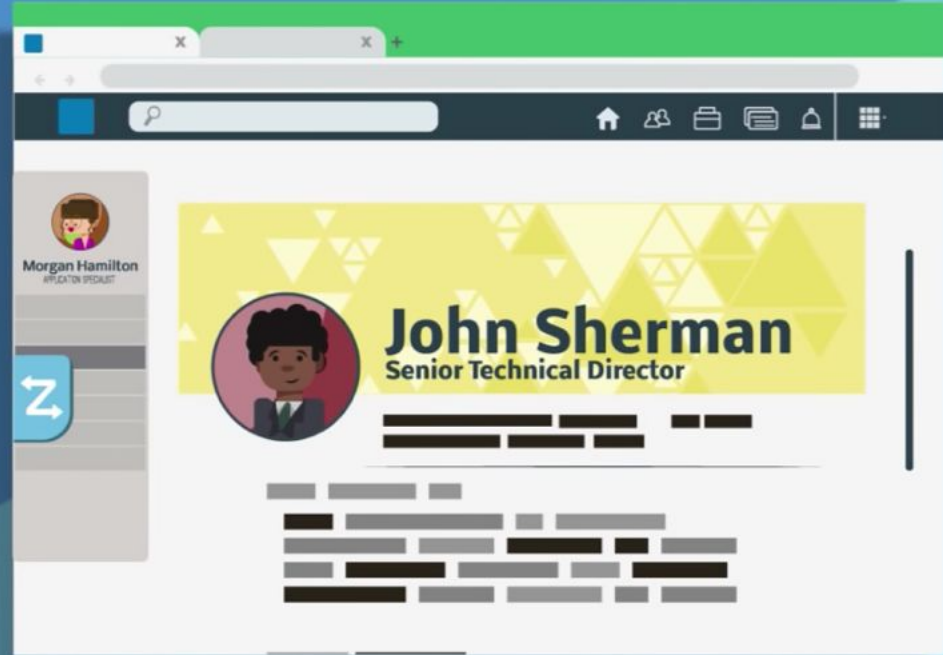 x
x +
Morgan Hamilton
APPLICATION SPECIALIST
John Sherman
Senior Technical Director
Z